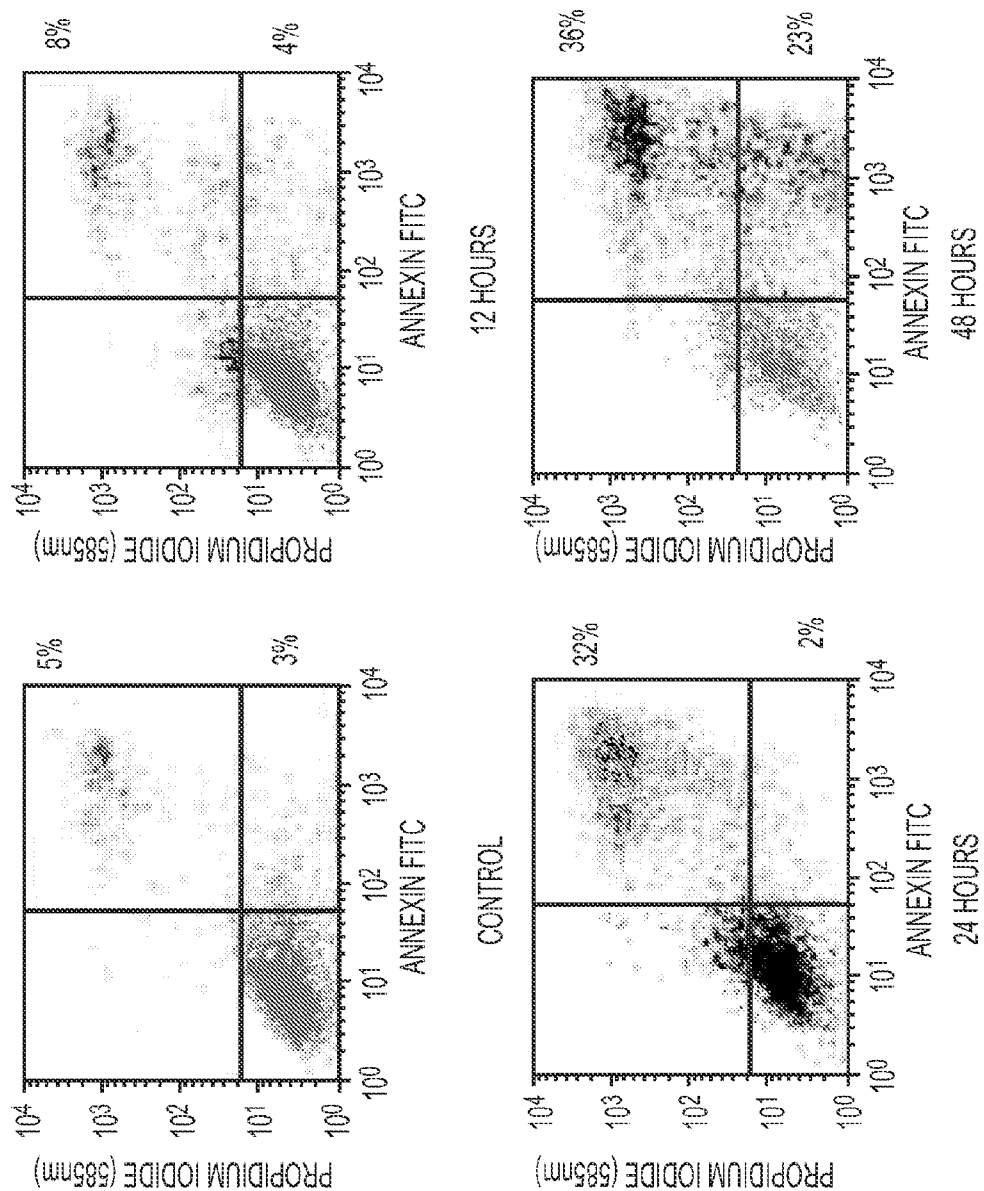 5%
3%
PROPIDIUM IODIDE (585nm)
10⁴
10³
10²
10¹
10⁰
10⁰ 10¹ 10² 10³ 10⁴
ANNEXIN FITC
CONTROL
8%
4%
PROPIDIUM IODIDE (585nm)
10⁴
10³
10²
10¹
10⁰
10⁰ 10¹ 10² 10³ 10⁴
ANNEXIN FITC
12 HOURS
32%
2%
PROPIDIUM IODIDE (585nm)
10⁴
10³
10²
10¹
10⁰
10⁰ 10¹ 10² 10³ 10⁴
ANNEXIN FITC
24 HOURS
36%
23%
PROPIDIUM IODIDE (585nm)
10⁴
10³
10²
10¹
10⁰
10⁰ 10¹ 10² 10³ 10⁴
ANNEXIN FITC
48 HOURS